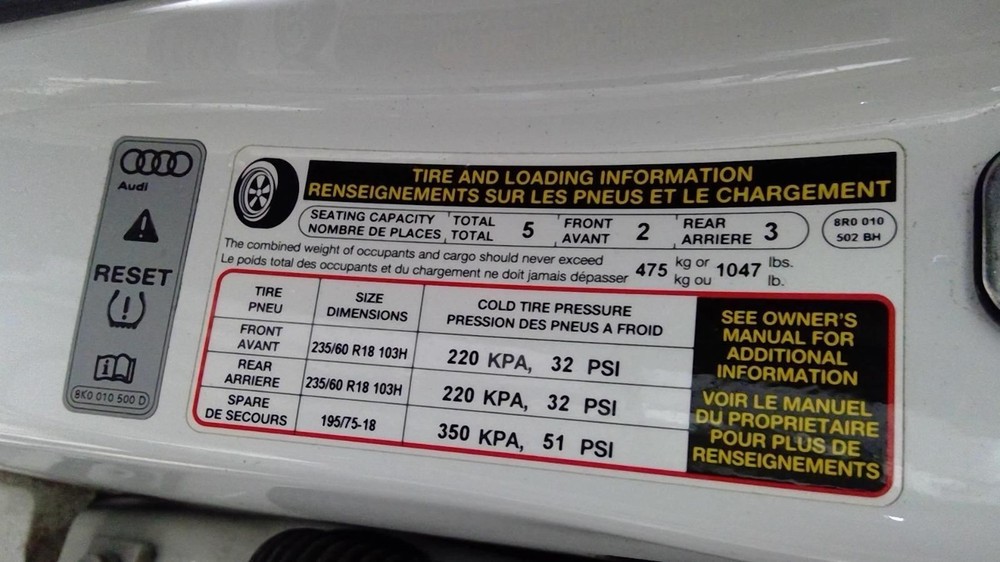 Audi
RESET
8K0 010 500 D
TIRE AND LOADING INFORMATION
RENSEIGNEMENTS SUR LES PNEUS ET LE CHARGEMENT
SEATING CAPACITY TOTAL 5 FRONT 2 REAR 3
NOMBRE DE PLACES TOTAL AVANT ARRIERE
8R0 010
502 BH
The combined weight of occupants and cargo should never exceed 475 kg or 1047 lbs.
Le poids total des occupants et du chargement ne doit jamais dépasser kg ou lb.
TIRE SIZE COLD TIRE PRESSURE
PNEU DIMENSIONS PRESSION DES PNEUS A FROID
FRONT
AVANT 235/60 R18 103H 220 KPA, 32 PSI
REAR
ARRIERE 235/60 R18 103H 220 KPA, 32 PSI
SPARE
DE SECOURS 195/75-18 350 KPA, 51 PSI
SEE OWNER'S
MANUAL FOR
ADDITIONAL
INFORMATION
VOIR LE MANUEL
DU PROPRIETAIRE
POUR PLUS DE
RENSEIGNEMENTS